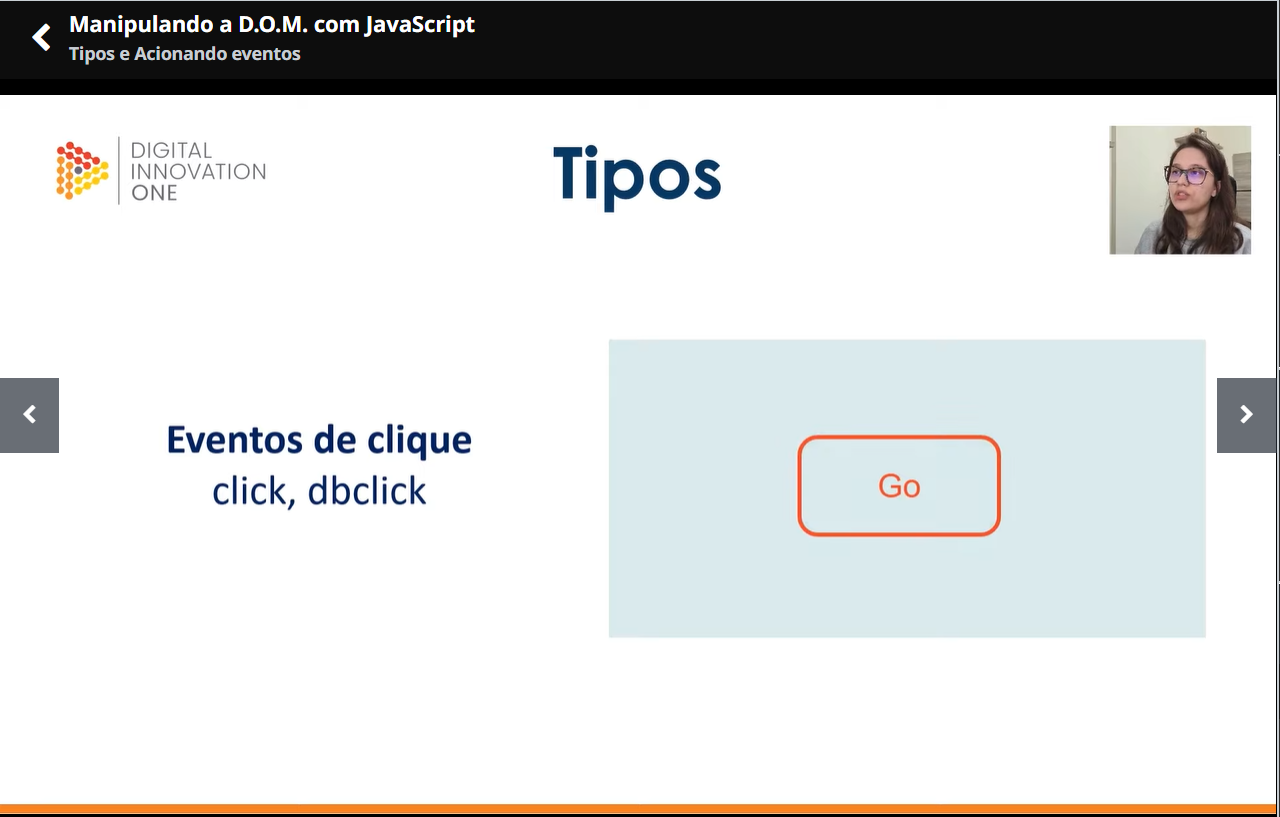 Manipulando a D.O.M. com JavaScript
Tipos e Acionando eventos
DIGITAL
INNOVATION
ONE
Tipos
Eventos de clique
click, dbclick
Go